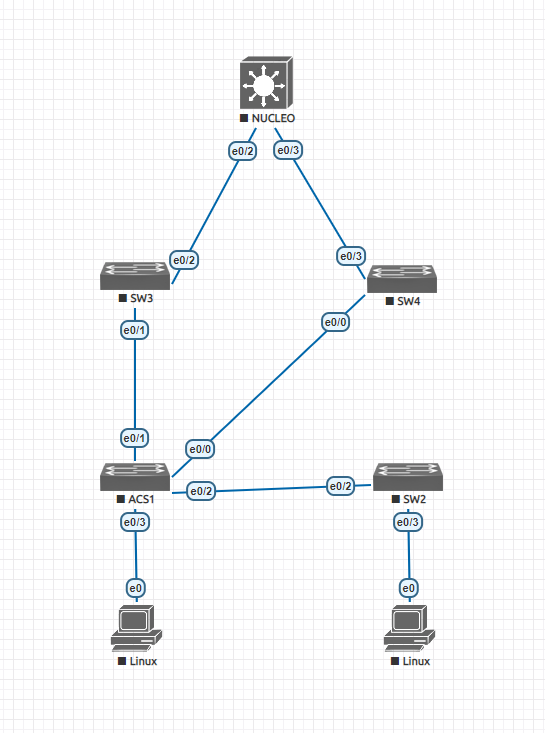 NUCLEO
e0/2
e0/3
e0/2
e0/3
SW3
SW4
e0/1
e0/0
e0/1
e0/0
ACS1
e0/2
e0/2
SW2
e0/3
e0/3
e0
e0
Linux
Linux